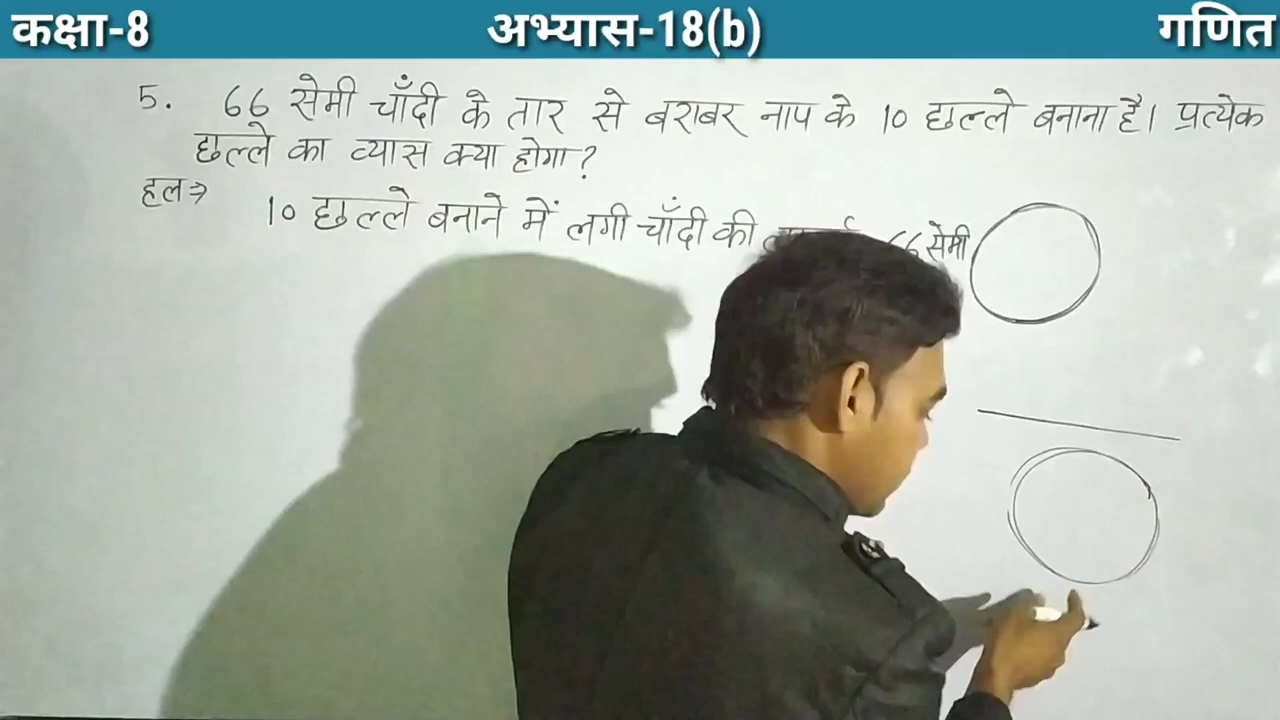 कक्षा-8 अभ्यास-18(b) गणित
5. 66 सेमी चाँदी के तार से बराबर नाप के 10 छल्ले बनाना है। प्रत्येक
छल्ले का व्यास क्या होगा?
हल⇒
10 छल्ले बनाने में लगी चाँदी की 66 सेमी